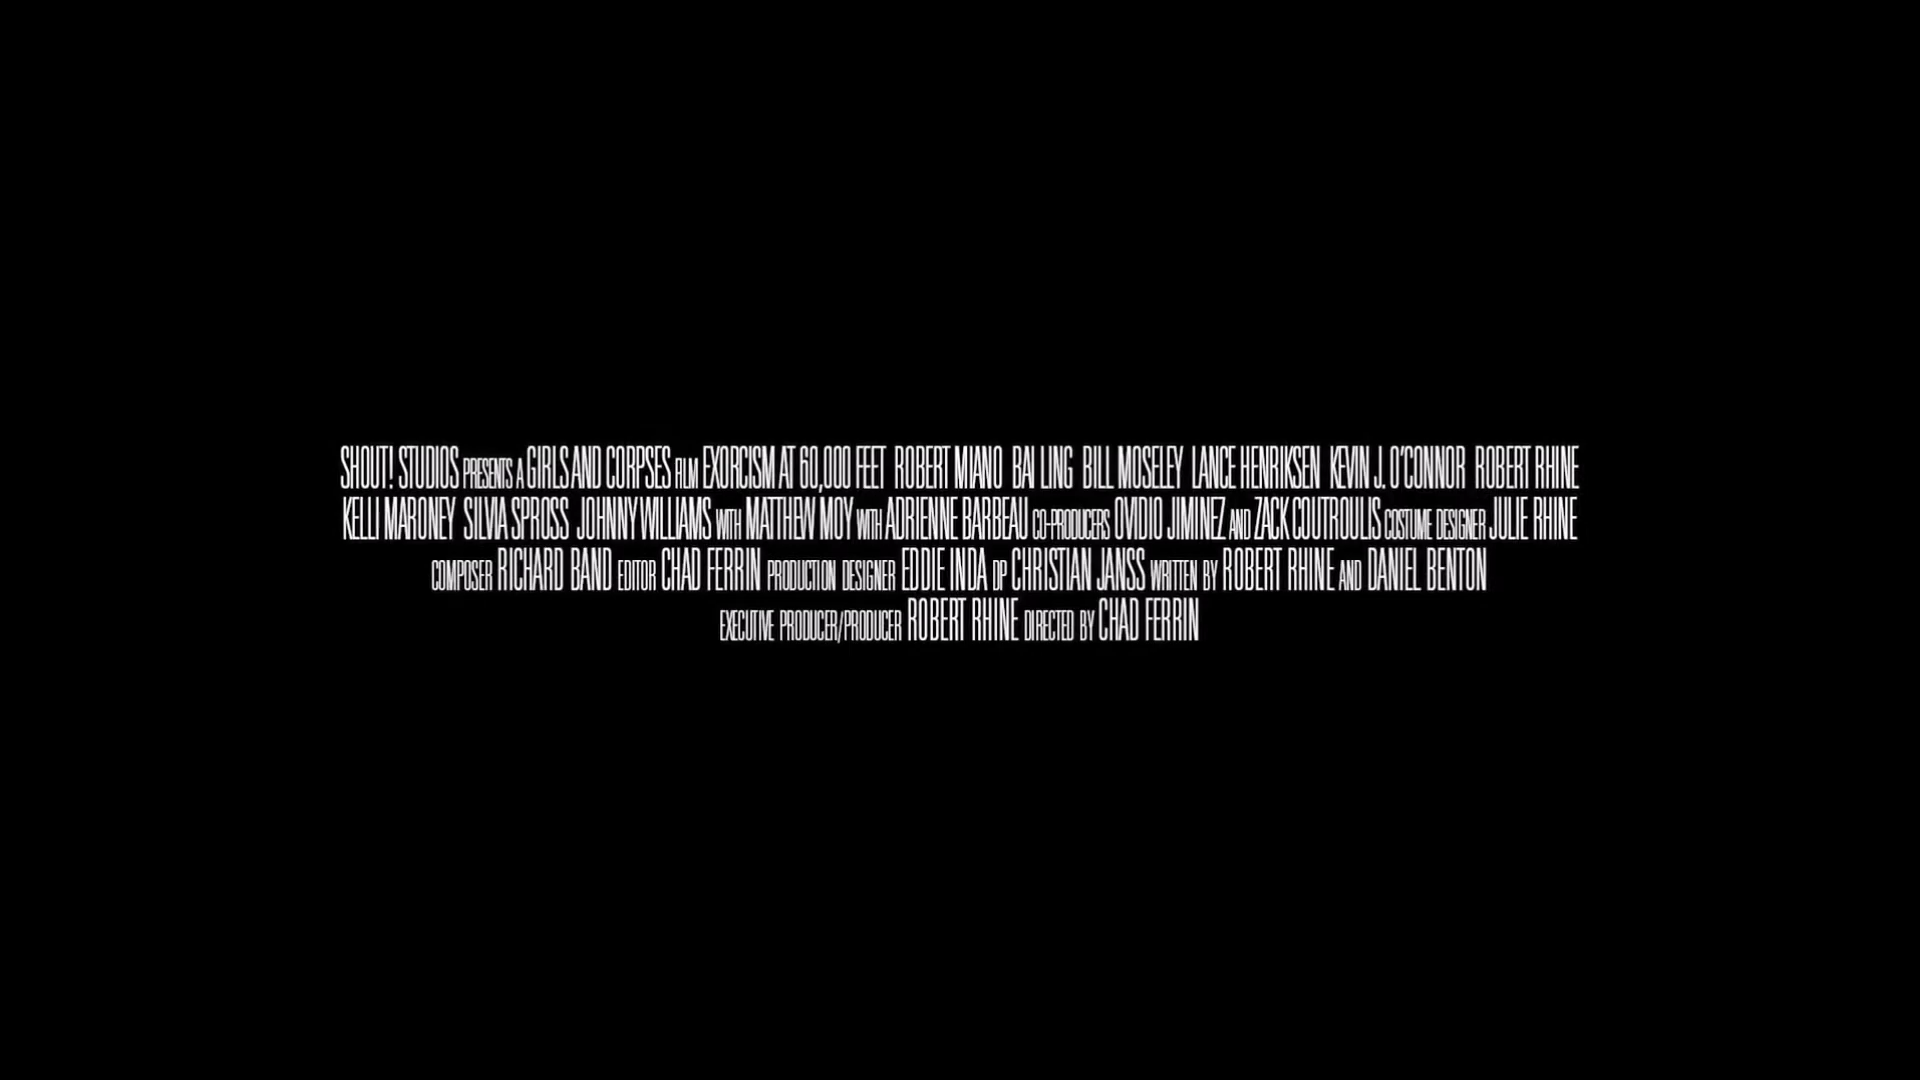 SHOUT! STUDIOS PRESENTS A GIRLS AND CORPSES FILM EXORCISM AT 60,000 FEET ROBERT MIANO BAI LING BILL MOSELEY LANCE HENRIKSEN KEVIN J. O'CONNOR ROBERT RHINE
KELLI MARONEY SILVIA SPROSS JOHNNY WILLIAMS WITH MATTHEW MOY WITH ADRIENNE BARBEAU CO-PRODUCERS OVIDIO JIMINEZ AND ZACK COUTROULIS COSTUME DESIGNER JULIE RHINE
COMPOSER RICHARD BAND EDITOR CHAD FERRIN PRODUCTION DESIGNER EDDIE INDA DP CHRISTIAN JANSS WRITTEN BY ROBERT RHINE AND DANIEL BENTON
EXECUTIVE PRODUCER/PRODUCER ROBERT RHINE DIRECTED BY CHAD FERRIN